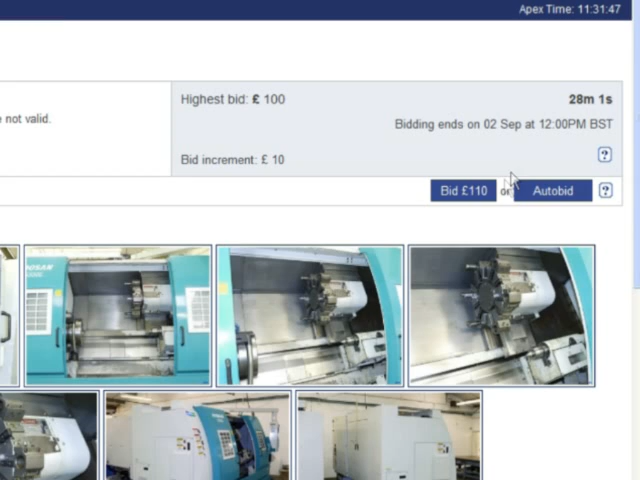 Apex Time: 11:31:47
Highest bid: £ 100
28m 1s
e not valid.
Bidding ends on 02 Sep at 12:00PM BST
Bid increment: £ 10
Bid £110 or Autobid